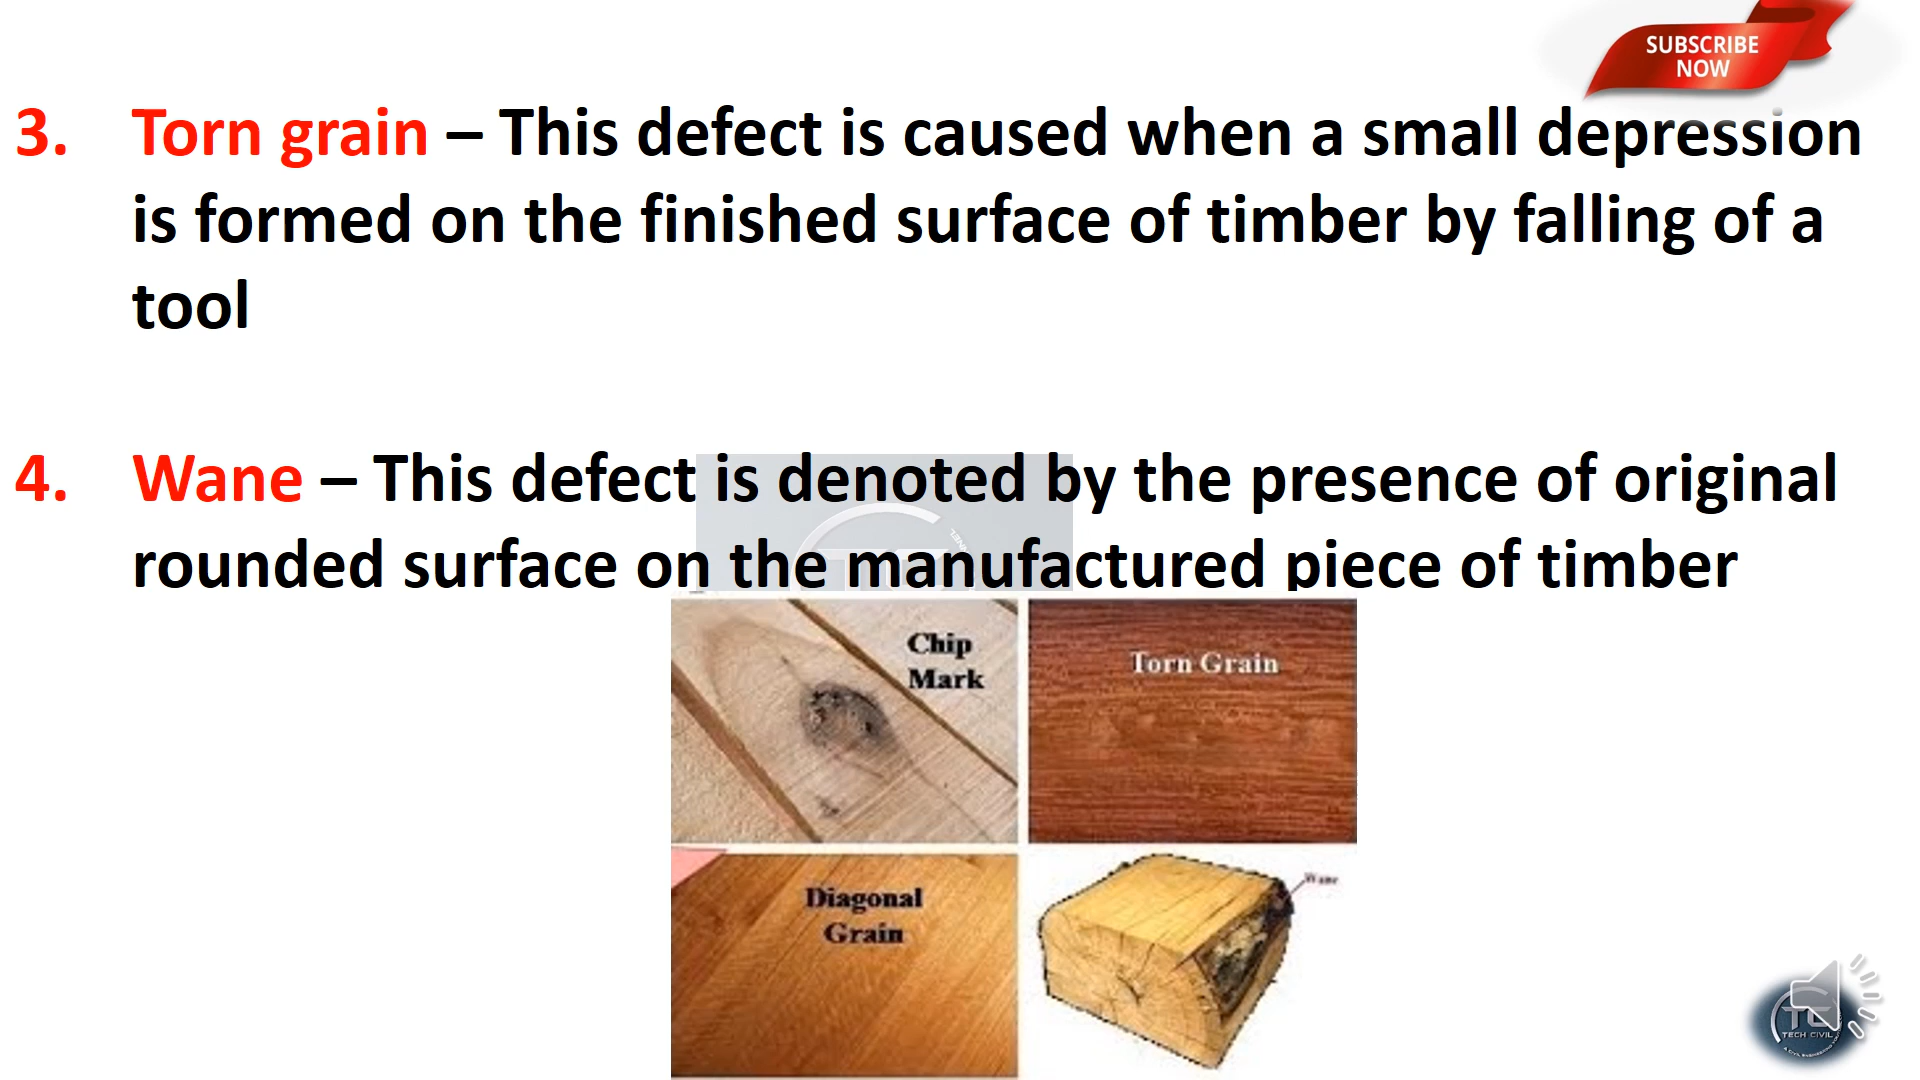 SUBSCRIBE
NOW
3. Torn grain – This defect is caused when a small depression
is formed on the finished surface of timber by falling of a
tool
4. Wane – This defect is denoted by the presence of original
rounded surface on the manufactured piece of timber
Chip
Mark
Torn Grain
Diagonal
Grain
Wane
TECH CIVIL